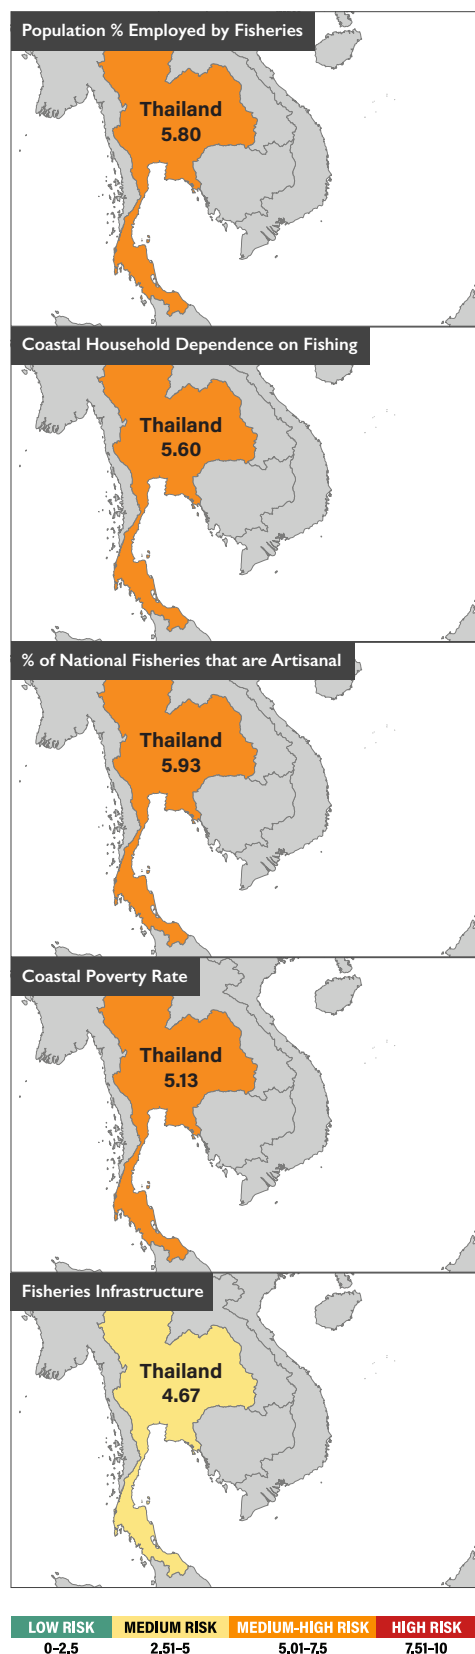 Population % Employed by Fisheries
Thailand
5.80
Coastal Household Dependence on Fishing
Thailand
5.60
% of National Fisheries that are Artisanal
Thailand
5.93
Coastal Poverty Rate
Thailand
5.13
Fisheries Infrastructure
Thailand
4.67
LOW RISK MEDIUM RISK MEDIUM-HIGH RISK HIGH RISK
0–2.5 2.51–5 5.01–7.5 7.51–10